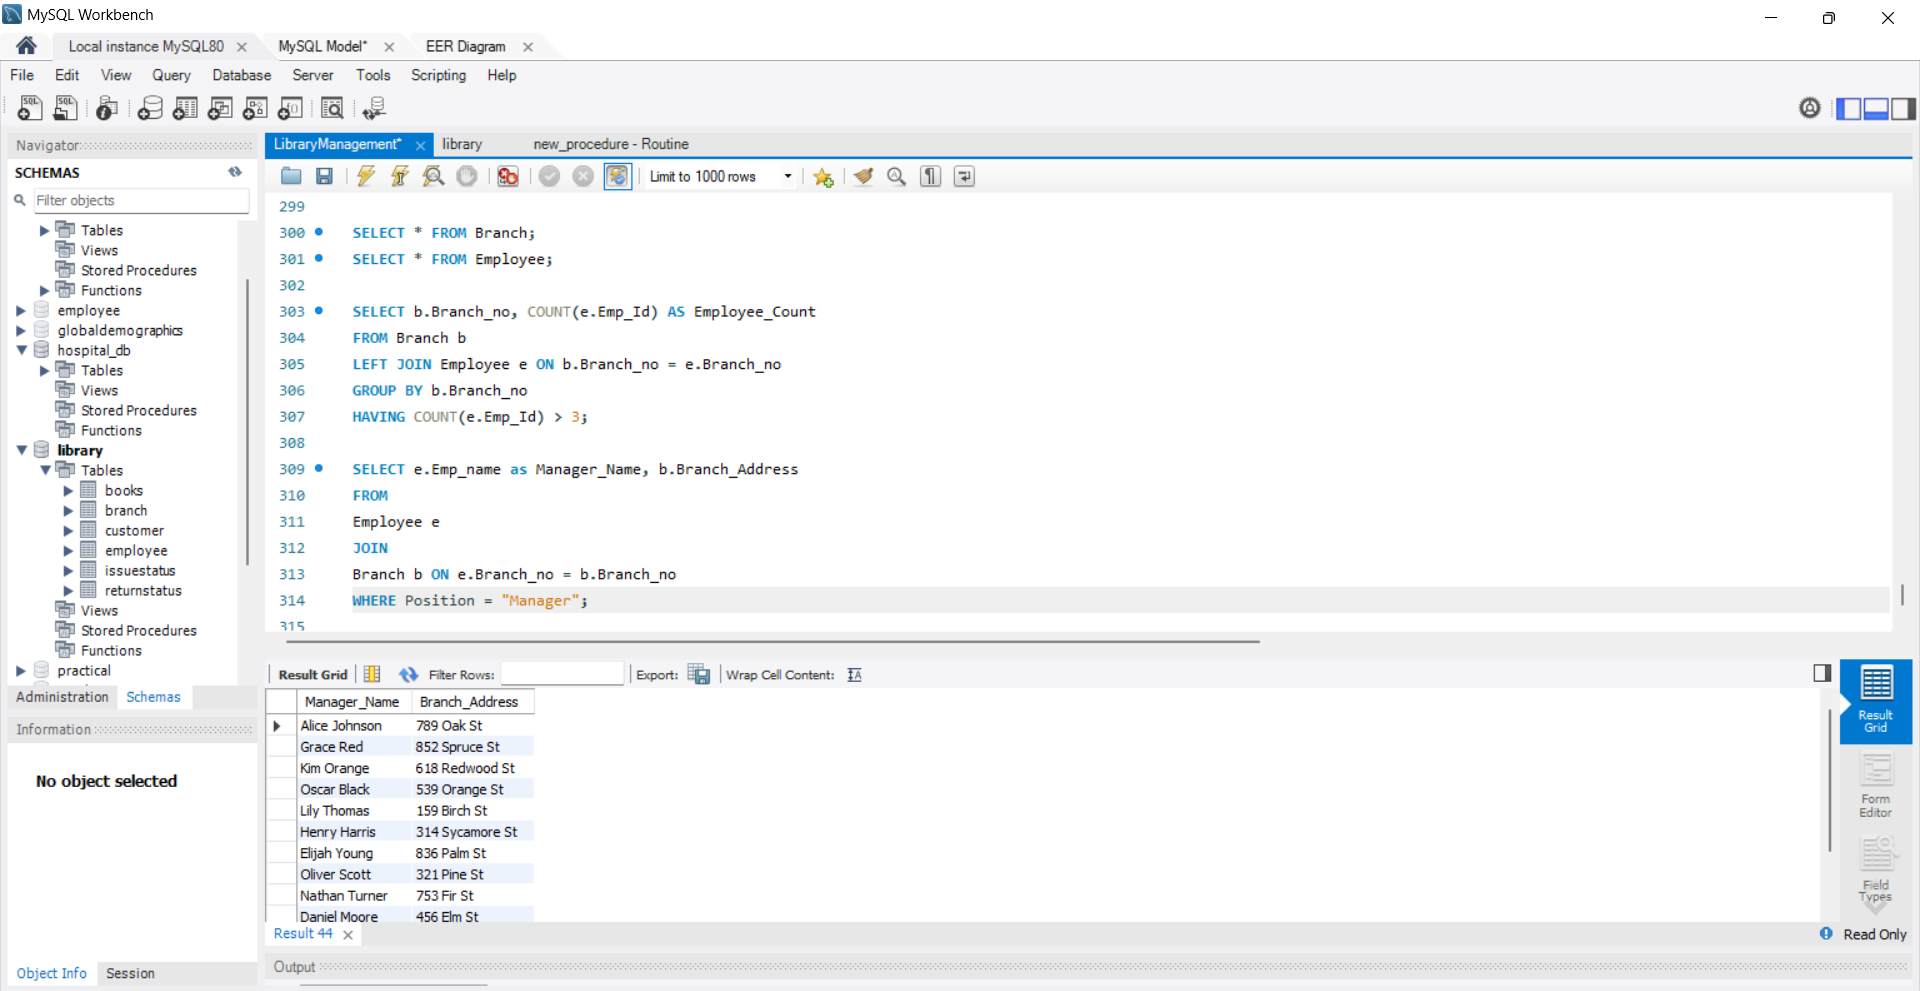 MySQL Workbench
Local instance MySQL80
MySQL Model*
EER Diagram
File Edit View Query Database Server Tools Scripting Help
Navigator
SCHEMAS
Filter objects
Tables
Views
Stored Procedures
Functions
employee
globaldemographics
hospital_db
Tables
Views
Stored Procedures
Functions
library
Tables
books
branch
customer
employee
issuestatus
returnstatus
Views
Stored Procedures
Functions
practical
Administration Schemas
Information
No object selected
Object Info Session
LibraryManagement* library new_procedure - Routine
Limit to 1000 rows
299
300 SELECT * FROM Branch;
301 SELECT * FROM Employee;
302
303 SELECT b.Branch_no, COUNT(e.Emp_Id) AS Employee_Count
304 FROM Branch b
305 LEFT JOIN Employee e ON b.Branch_no = e.Branch_no
306 GROUP BY b.Branch_no
307 HAVING COUNT(e.Emp_Id) > 3;
308
309 SELECT e.Emp_name as Manager_Name, b.Branch_Address
310 FROM
311 Employee e
312 JOIN
313 Branch b ON e.Branch_no = b.Branch_no
314 WHERE Position = "Manager";
315
Result Grid Filter Rows: Export: Wrap Cell Content:
Manager_Name Branch_Address
Alice Johnson 789 Oak St
Grace Red 852 Spruce St
Kim Orange 618 Redwood St
Oscar Black 539 Orange St
Lily Thomas 159 Birch St
Henry Harris 314 Sycamore St
Elijah Young 836 Palm St
Oliver Scott 321 Pine St
Nathan Turner 753 Fir St
Daniel Moore 456 Elm St
Result 44
Result
Grid
Form
Editor
Field
Types
Read Only
Output